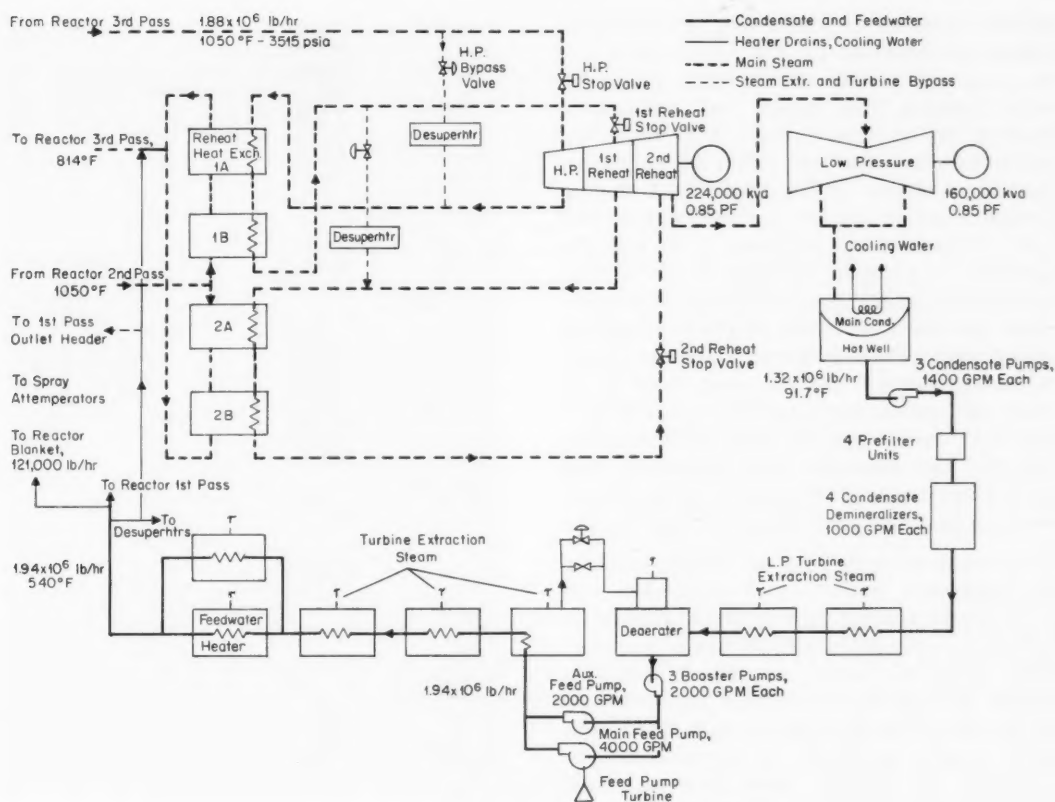 From Reactor 3rd Pass
1.88x10⁶ lb/hr
1050°F - 3515 psia
Condensate and Feedwater
Heater Drains, Cooling Water
Main Steam
Steam Extr. and Turbine Bypass
H.P.
Bypass
Valve
H.P.
Stop Valve
1st Reheat
Stop Valve
To Reactor 3rd Pass,
814°F
Reheat
Heat Exch.
1A
Desuperhtr
H.P.
1st
Reheat
2nd
Reheat
224,000 kva
0.85 PF
Low Pressure
160,000 kva
0.85 PF
1B
Desuperhtr
Cooling Water
From Reactor 2nd Pass
1050°F
2A
To 1st Pass
Outlet Header
Main Cond.
Hot Well
2nd Reheat
Stop Valve
3 Condensate Pumps,
1400 GPM Each
1.32x10⁶ lb/hr
91.7°F
To Spray
Attemperators
2B
4 Prefilter
Units
To Reactor
Blanket,
121,000 lb/hr
To Reactor 1st Pass
4 Condensate
Demineralizers,
1000 GPM Each
To
Desuperhtrs
Turbine Extraction
Steam
L.P Turbine
Extraction Steam
1.94x10⁶ lb/hr
540°F
Feedwater
Heater
Deaerater
1.94x10⁶ lb/hr
Aux.
Feed Pump,
2000 GPM
3 Booster Pumps,
2000 GPM Each
Main Feed Pump,
4000 GPM
Feed Pump
Turbine